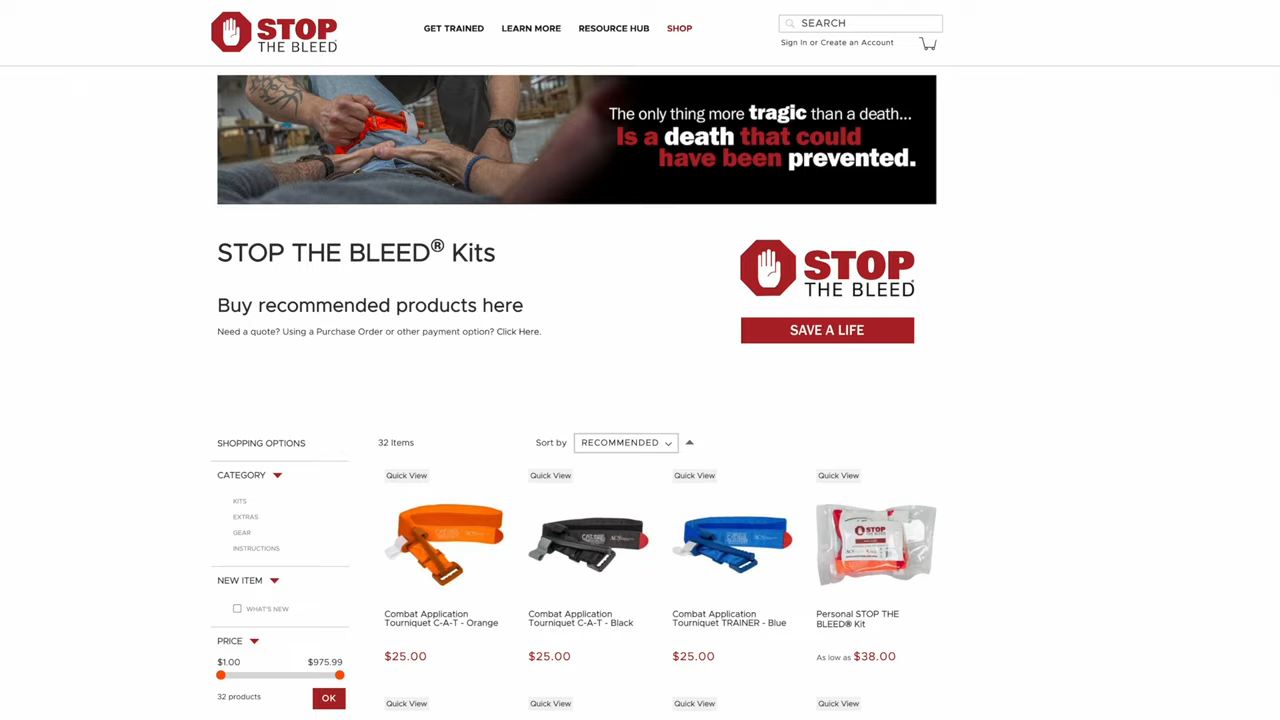 STOP
THE BLEED
GET TRAINED
LEARN MORE
RESOURCE HUB
SHOP
SEARCH
Sign In or Create an Account
The only thing more tragic than a death...
Is a death that could
have been prevented.
STOP THE BLEED® Kits
STOP
THE BLEED
Buy recommended products here
SAVE A LIFE
Need a quote? Using a Purchase Order or other payment option? Click Here.
SHOPPING OPTIONS
32 Items
Sort by
RECOMMENDED
CATEGORY
KITS
EXTRAS
GEAR
INSTRUCTIONS
NEW ITEM
WHAT'S NEW
PRICE
$1.00
$975.99
32 products
OK
Quick View
Quick View
Quick View
Quick View
Combat Application
Tourniquet C-A-T - Orange
$25.00
Combat Application
Tourniquet C-A-T - Black
$25.00
Combat Application
Tourniquet TRAINER - Blue
$25.00
Personal STOP THE
BLEED® Kit
As low as $38.00
Quick View
Quick View
Quick View
Quick View